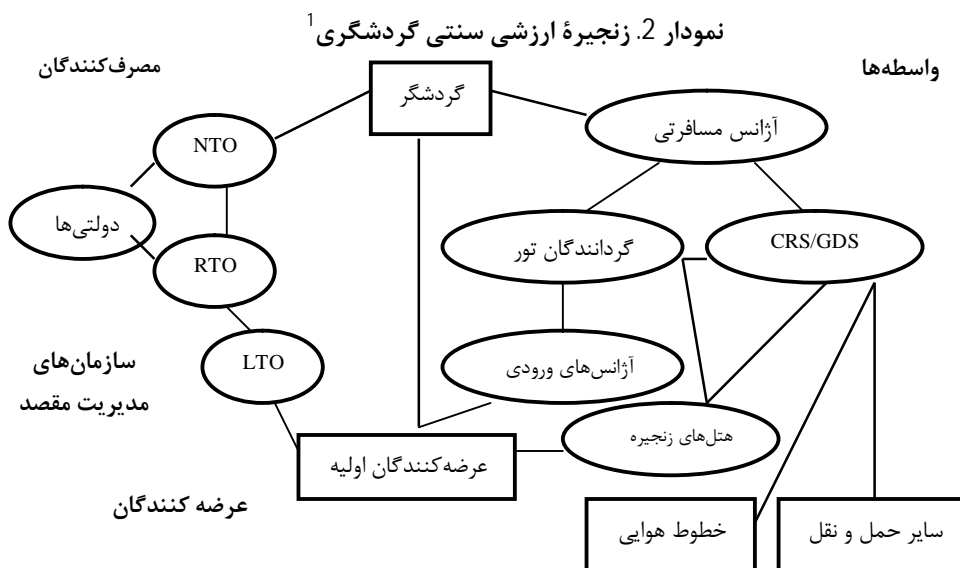 نمودار 2. زنجیرۀ ارزشی سنتی گردشگری1
مصرف‌کنندگان
واسطه‌ها
گردشگر
آژانس مسافرتی
NTO
دولتی‌ها
RTO
گردانندگان تور
CRS/GDS
LTO
آژانس‌های ورودی
سازمان‌های
مدیریت مقصد
هتل‌های زنجیره
عرضه‌کنندگان اولیه
عرضه کنندگان
خطوط هوایی
سایر حمل و نقل